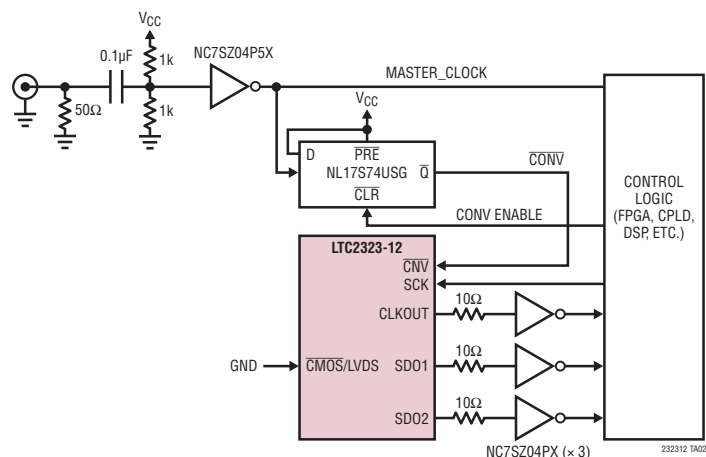 VCC
0.1µF
1k
NC7SZ04P5X
MASTER_CLOCK
50Ω
1k
VCC
D
PRE
NL17S74USG
Q
CONV
CLR
CONV ENABLE
CONTROL
LOGIC
(FPGA, CPLD,
DSP, ETC.)
LTC2323-12
CNV
SCK
10Ω
CLKOUT
10Ω
GND
CMOS/LVDS
SDO1
10Ω
SDO2
NC7SZ04PX (× 3)
232312 TA02